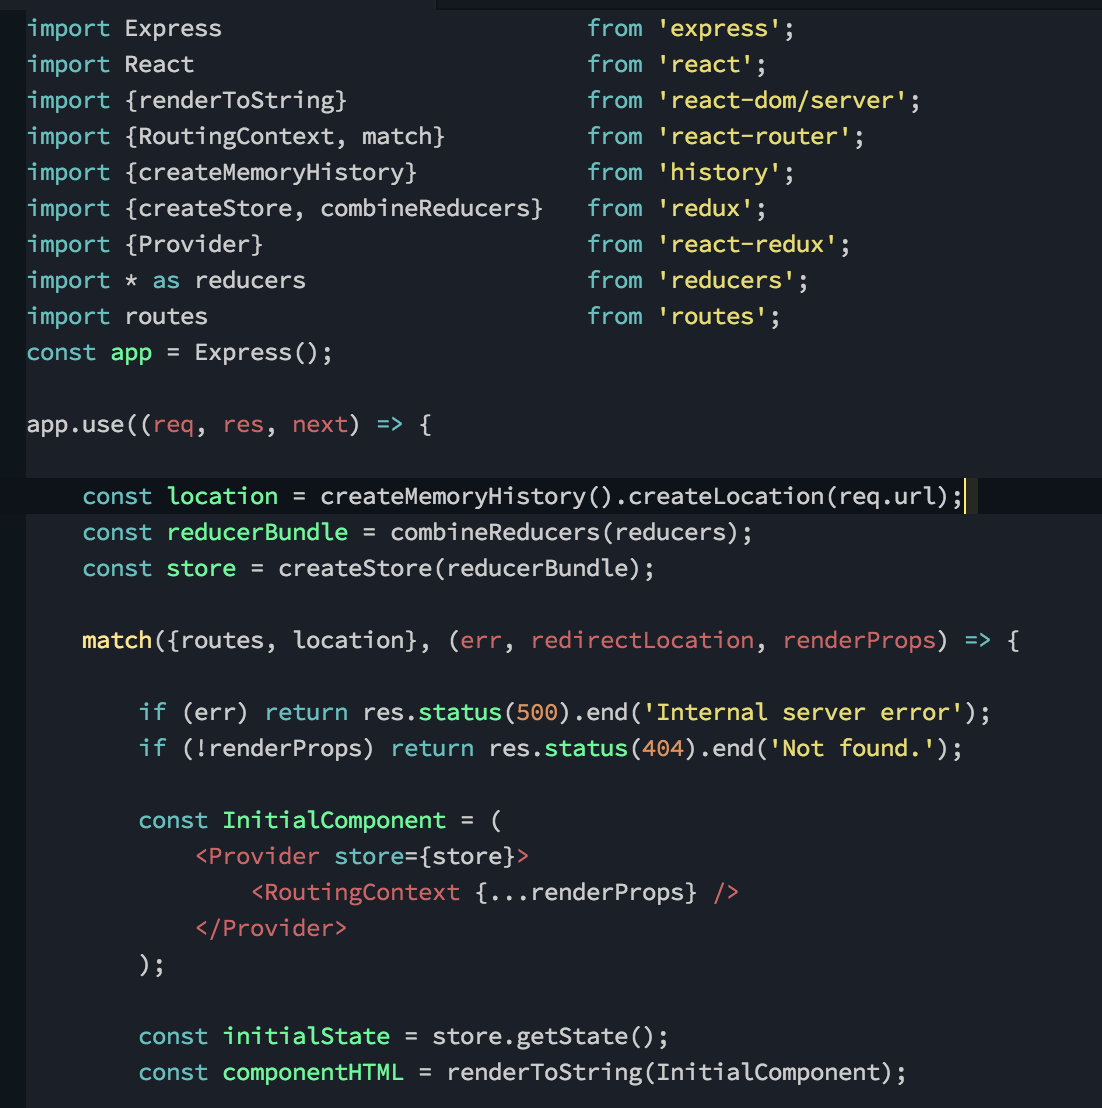 import Express                          from 'express';
import React                            from 'react';
import {renderToString}                 from 'react-dom/server';
import {RoutingContext, match}          from 'react-router';
import {createMemoryHistory}            from 'history';
import {createStore, combineReducers}   from 'redux';
import {Provider}                       from 'react-redux';
import * as reducers                    from 'reducers';
import routes                           from 'routes';
const app = Express();

app.use((req, res, next) => {

    const location = createMemoryHistory().createLocation(req.url);
    const reducerBundle = combineReducers(reducers);
    const store = createStore(reducerBundle);

    match({routes, location}, (err, redirectLocation, renderProps) => {

        if (err) return res.status(500).end('Internal server error');
        if (!renderProps) return res.status(404).end('Not found.');

        const InitialComponent = (
            <Provider store={store}>
                <RoutingContext {...renderProps} />
            </Provider>
        );

        const initialState = store.getState();
        const componentHTML = renderToString(InitialComponent);